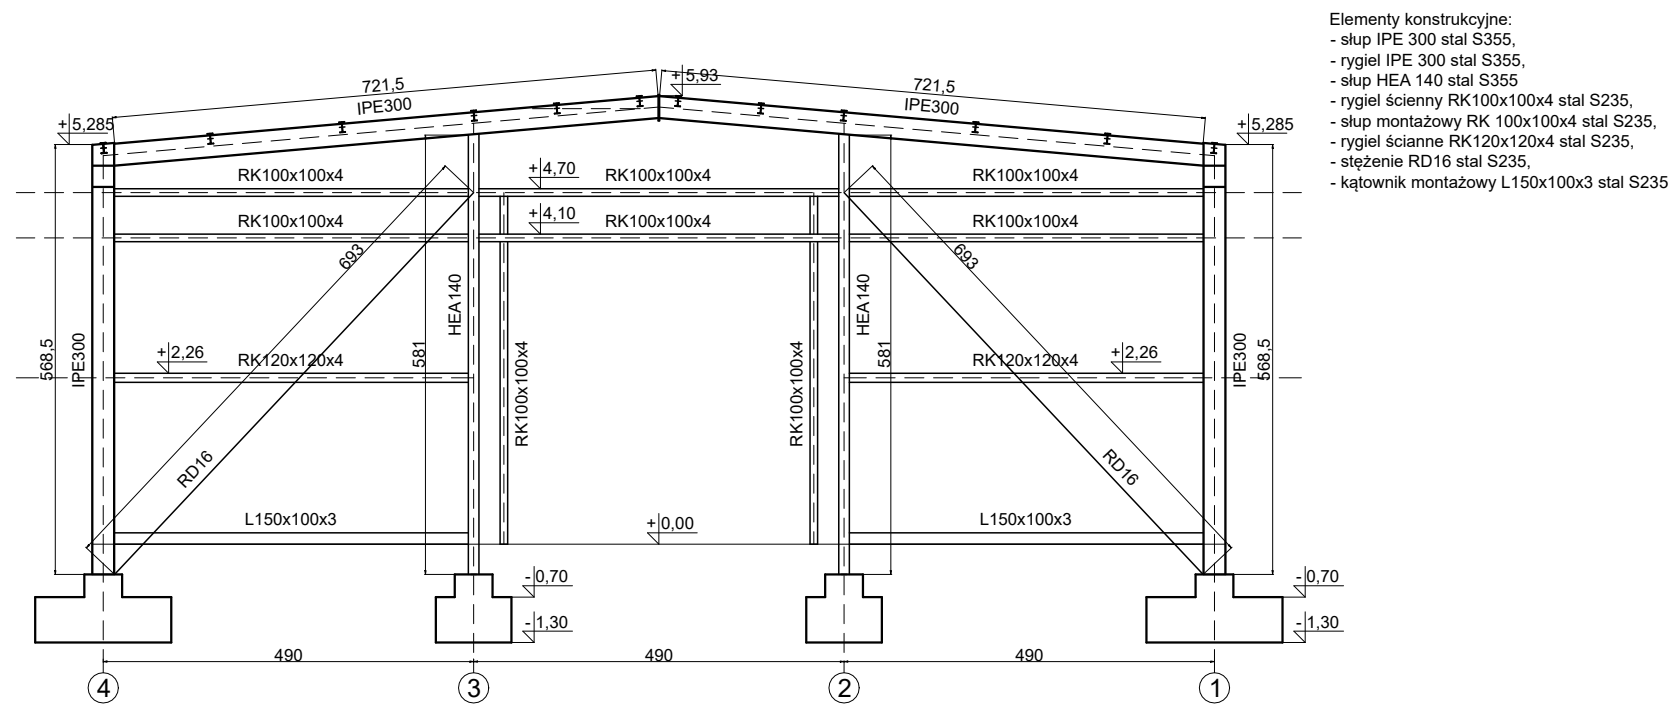 Elementy konstrukcyjne:
- słup IPE 300 stal S355,
- rygiel IPE 300 stal S355,
- słup HEA 140 stal S355
- rygiel ścienny RK100x100x4 stal S235,
- słup montażowy RK 100x100x4 stal S235,
- rygiel ścianne RK120x120x4 stal S235,
- stężenie RD16 stal S235,
- kątownik montażowy L150x100x3 stal S235
721,5
IPE300
+5,93
721,5
IPE300
+5,285
+5,285
RK100x100x4
+4,70
RK100x100x4
RK100x100x4
RK100x100x4
+4,10
RK100x100x4
RK100x100x4
693
693
HEA140
HEA140
568,5
IPE300
+2,26
RK120x120x4
581
RK100x100x4
RK100x100x4
581
RK120x120x4
+2,26
IPE300
568,5
RD16
RD16
L150x100x3
+0,00
L150x100x3
-0,70
-0,70
-1,30
-1,30
490
490
490
4
3
2
1